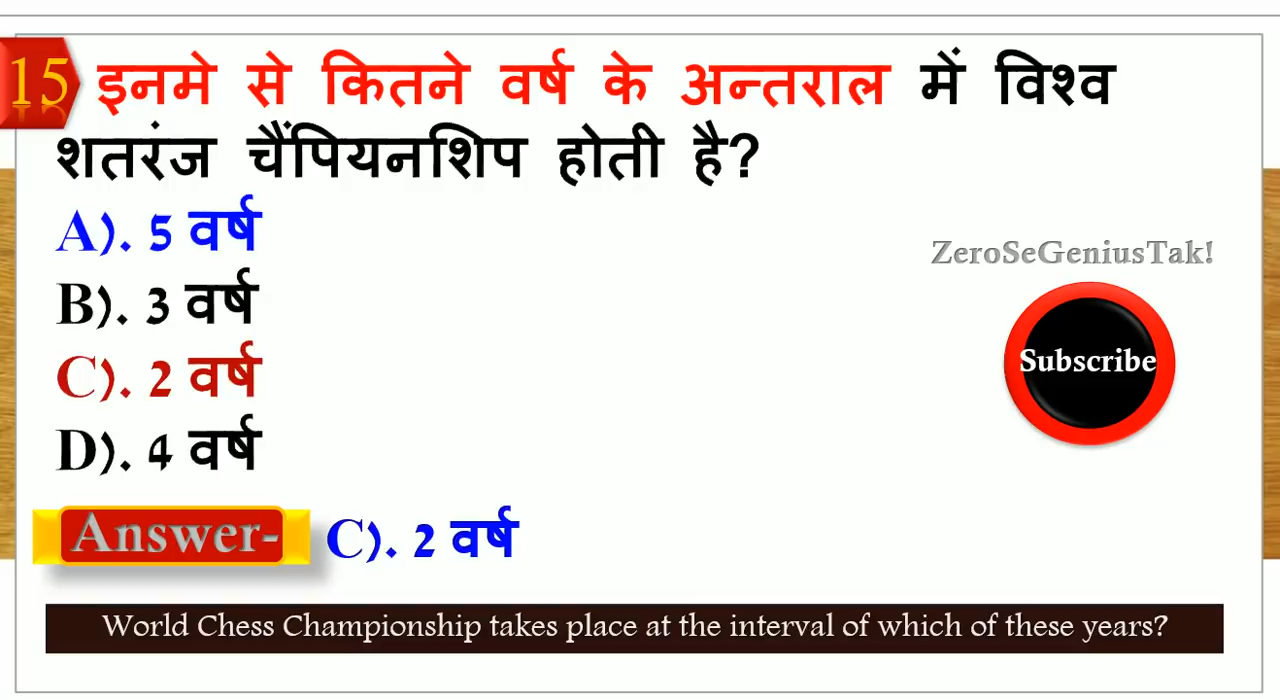 15 इनमे से कितने वर्ष के अन्तराल में विश्व
शतरंज चैंपियनशिप होती है?
A). 5 वर्ष
ZeroSeGeniusTak!
B). 3 वर्ष
Subscribe
C). 2 वर्ष
D). 4 वर्ष
Answer- C). 2 वर्ष
World Chess Championship takes place at the interval of which of these years?